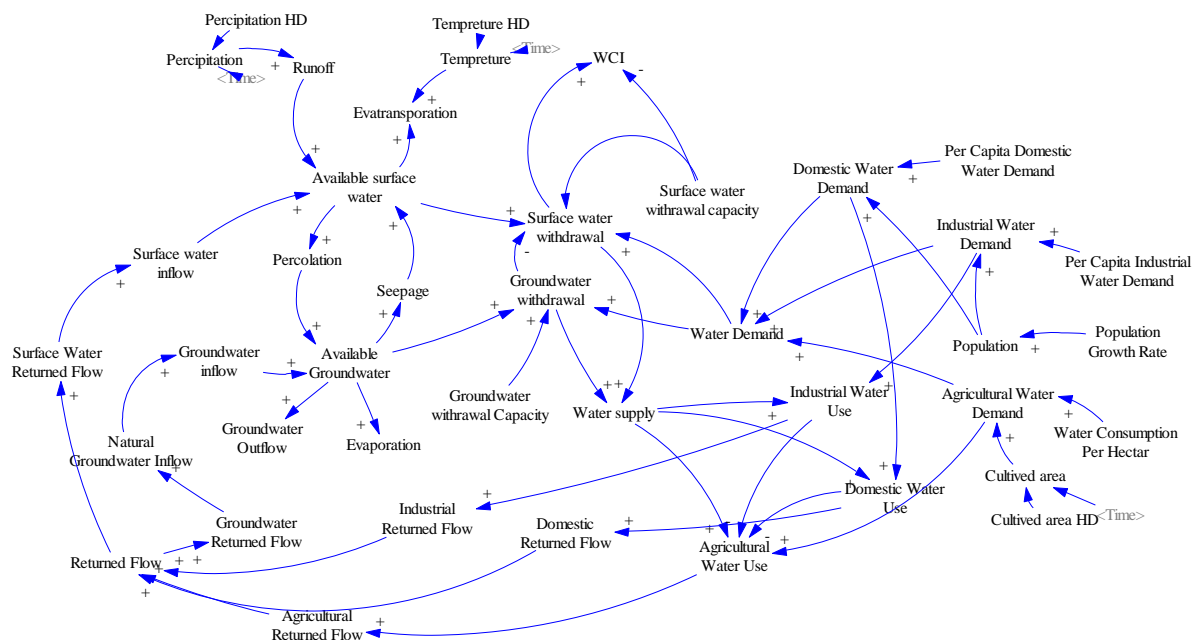 Percipitation HD
Percipitation
<Time>
Runoff
Tempreture HD
<Time>
Tempreture
Evatransporation
WCI
Available surface
water
Surface water
withrawal capacity
Domestic Water
Demand
Per Capita Domestic
Water Demand
Surface water
inflow
Percolation
Surface water
withdrawal
Industrial Water
Demand
Per Capita Industrial
Water Demand
Seepage
Groundwater
withdrawal
Water Demand
Surface Water
Returned Flow
Groundwater
inflow
Available
Groundwater
Population
Population
Growth Rate
Groundwater
withrawal Capacity
Water supply
Industrial Water
Use
Agricultural Water
Demand
Natural
Groundwater Inflow
Groundwater
Outflow
Evaporation
Water Consumption
Per Hectar
Cultived area
Cultived area HD
<Time>
Domestic Water
Use
Groundwater
Returned Flow
Industrial
Returned Flow
Domestic
Returned Flow
Agricultural
Water Use
Returned Flow
Agricultural
Returned Flow